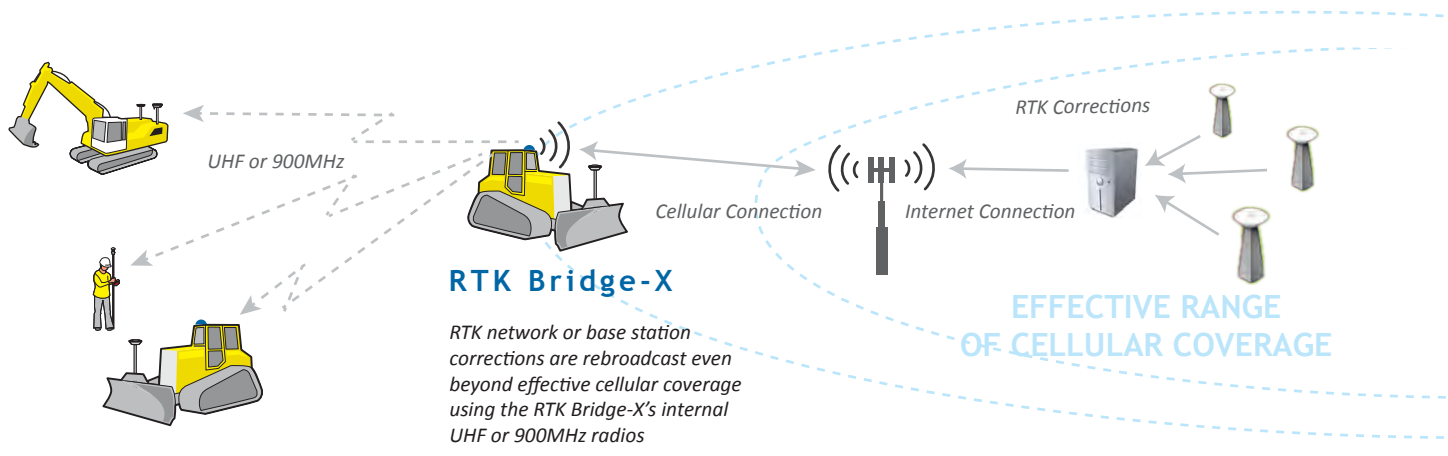 RTK Corrections
UHF or 900MHz
Cellular Connection
Internet Connection
RTK Bridge-X
RTK network or base station
corrections are rebroadcast even
beyond effective cellular coverage
using the RTK Bridge-X’s internal
UHF or 900MHz radios
EFFECTIVE RANGE
OF CELLULAR COVERAGE